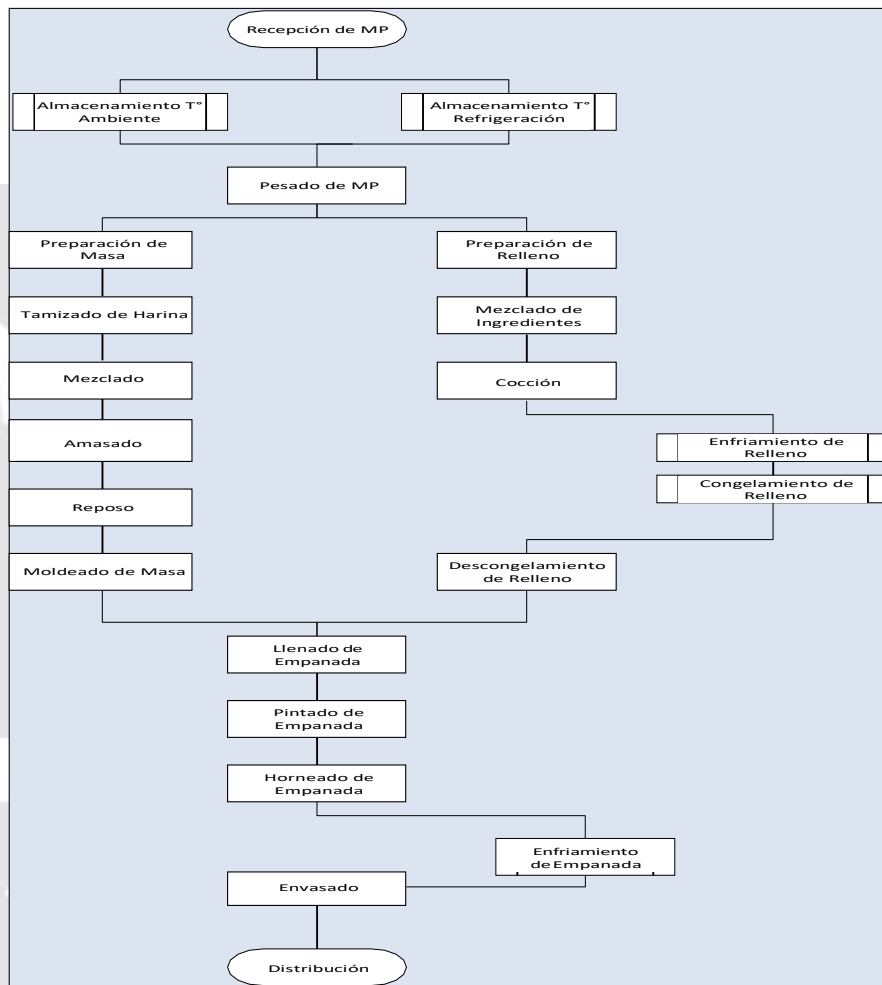 Recepción de MP
Almacenamiento T°
Ambiente
Almacenamiento T°
Refrigeración
Pesado de MP
Preparación de
Masa
Preparación de
Relleno
Tamizado de Harina
Mezclado de
Ingredientes
Mezclado
Cocción
Amasado
Enfriamiento de
Relleno
Congelamiento de
Relleno
Reposo
Moldeado de Masa
Descongelamiento
de Relleno
Llenado de
Empanada
Pintado de
Empanada
Horneado de
Empanada
Enfriamiento
de Empanada
Envasado
Distribución